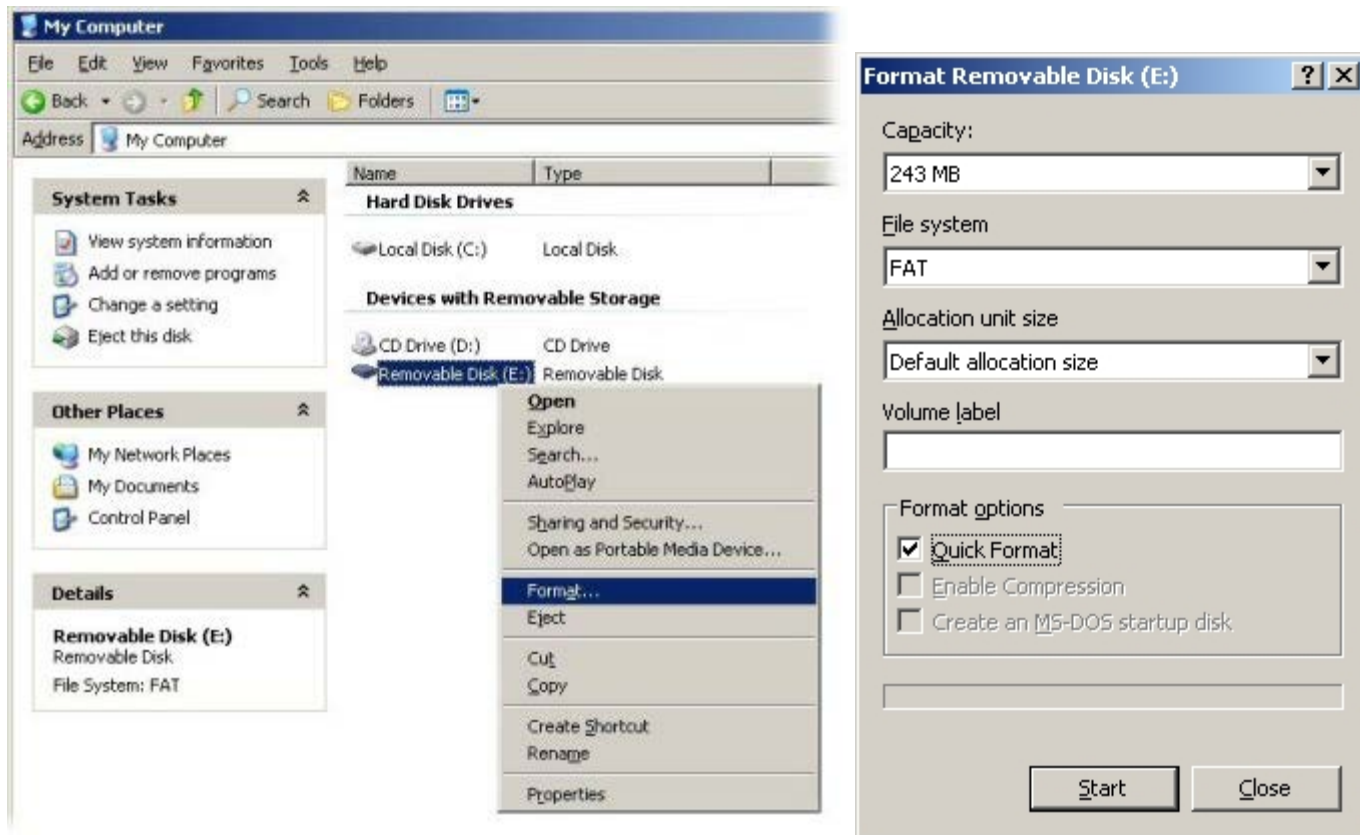 My Computer
File Edit View Favorites Tools Help
Back Search Folders
Address My Computer
Name Type
System Tasks
View system information
Add or remove programs
Change a setting
Eject this disk
Other Places
My Network Places
My Documents
Control Panel
Details
Removable Disk (E:)
Removable Disk
File System: FAT
Hard Disk Drives
Local Disk (C:) Local Disk
Devices with Removable Storage
CD Drive (D:) CD Drive
Removable Disk (E:) Removable Disk
Open
Explore
Search...
AutoPlay
Sharing and Security...
Open as Portable Media Device...
Format...
Eject
Cut
Copy
Create Shortcut
Rename
Properties
Format Removable Disk (E:)
Capacity:
243 MB
File system
FAT
Allocation unit size
Default allocation size
Volume label
Format options
Quick Format
Enable Compression
Create an MS-DOS startup disk
Start Close